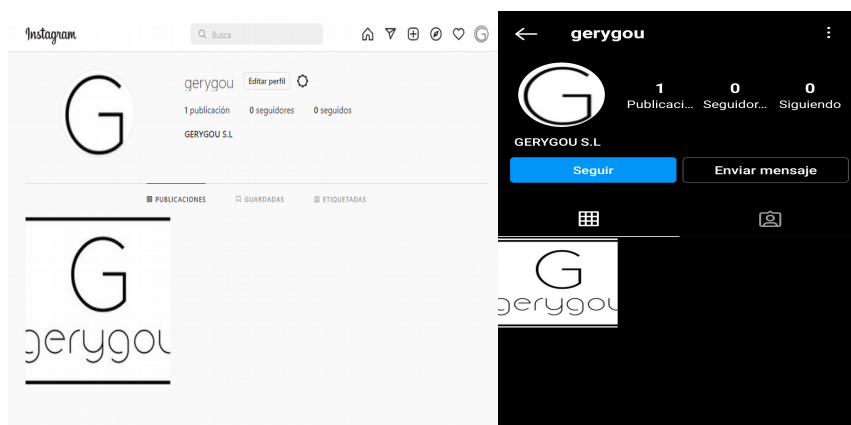 Instagram
Busca
gerygou Editar perfil
1 publicación 0 seguidores 0 seguidos
GERYGOU S.L
PUBLICACIONES GUARDADAS ETIQUETADAS
G
gerygou
gerygou
1 0 0
Publicaci... Seguidor... Siguiendo
GERYGOU S.L
Seguir Enviar mensaje
G
gerygou